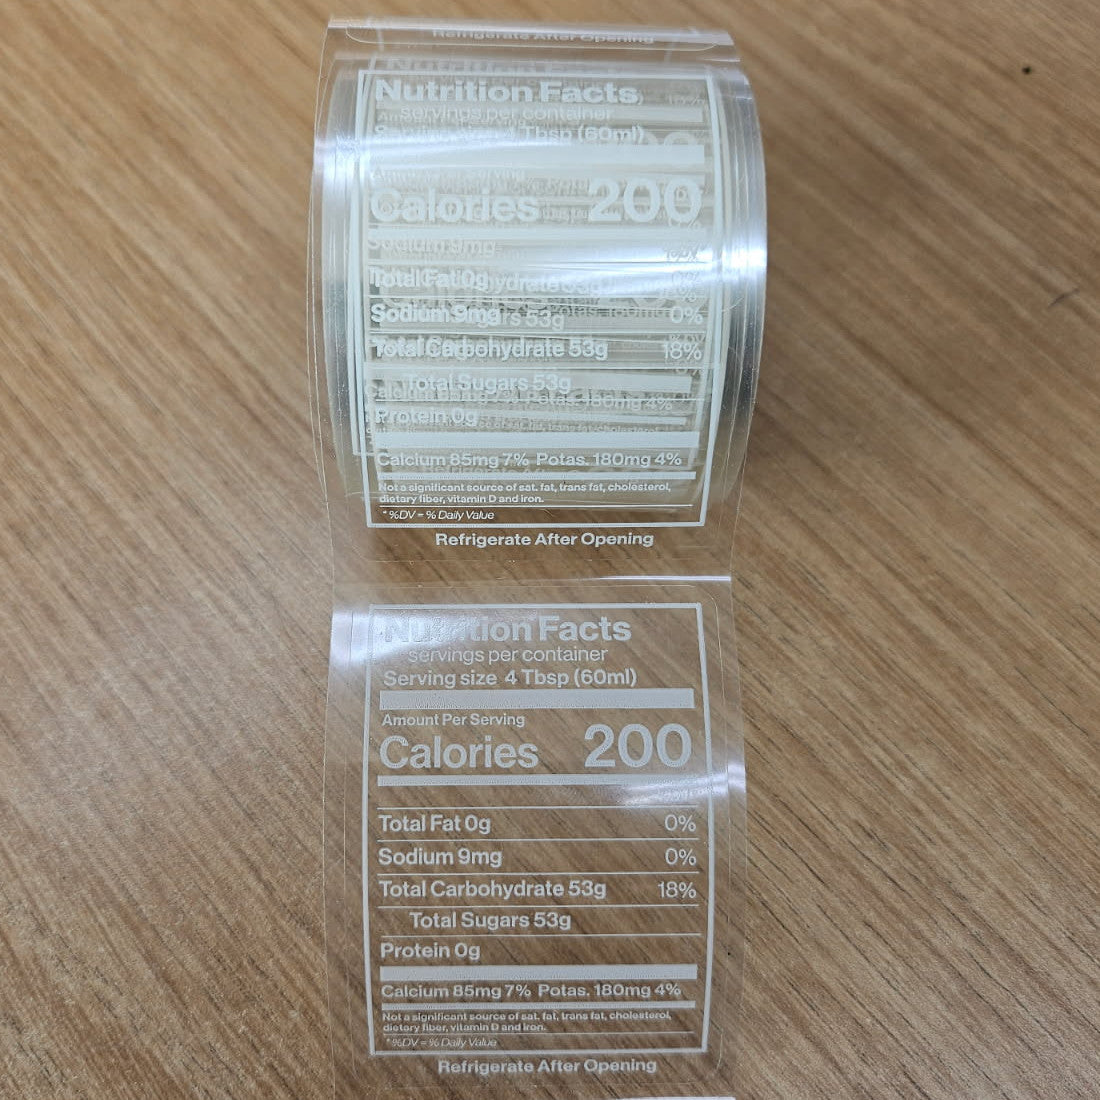 Refrigerate After Opening
Nutrition Facts
servings per container
Serving size 4 Tbsp (60ml)
Calories 200
Total Fat 0g 0%
Sodium 9mg 0%
Total Carbohydrate 53g 18%
Total Sugars 53g
Protein 0g
Calcium 85mg 7% Potas. 180mg 4%
Not a significant source of sat. fat, trans fat, cholesterol,
dietary fiber, vitamin D and iron.
* %DV = % Daily Value
Refrigerate After Opening
Nutrition Facts
servings per container
Serving size 4 Tbsp (60ml)
Amount Per Serving
Calories 200
Total Fat 0g 0%
Sodium 9mg 0%
Total Carbohydrate 53g 18%
Total Sugars 53g
Protein 0g
Calcium 85mg 7% Potas. 180mg 4%
Not a significant source of sat. fat, trans fat, cholesterol,
dietary fiber, vitamin D and iron.
* %DV = % Daily Value
Refrigerate After Opening